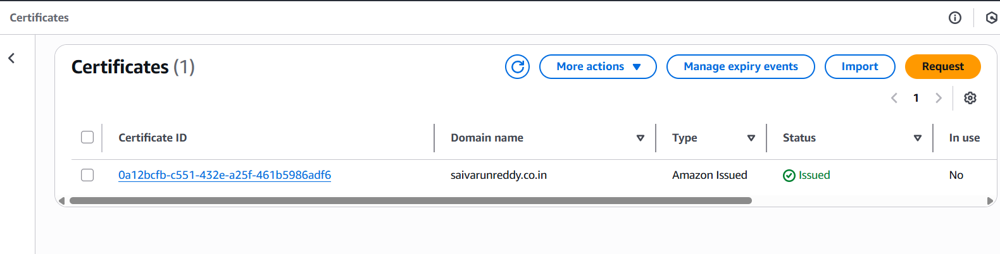 Certificates
Certificates (1)
More actions
Manage expiry events
Import
Request
1
Certificate ID
Domain name
Type
Status
In use
0a12bcfb-c551-432e-a25f-461b5986adf6
saivarunreddy.co.in
Amazon Issued
Issued
No